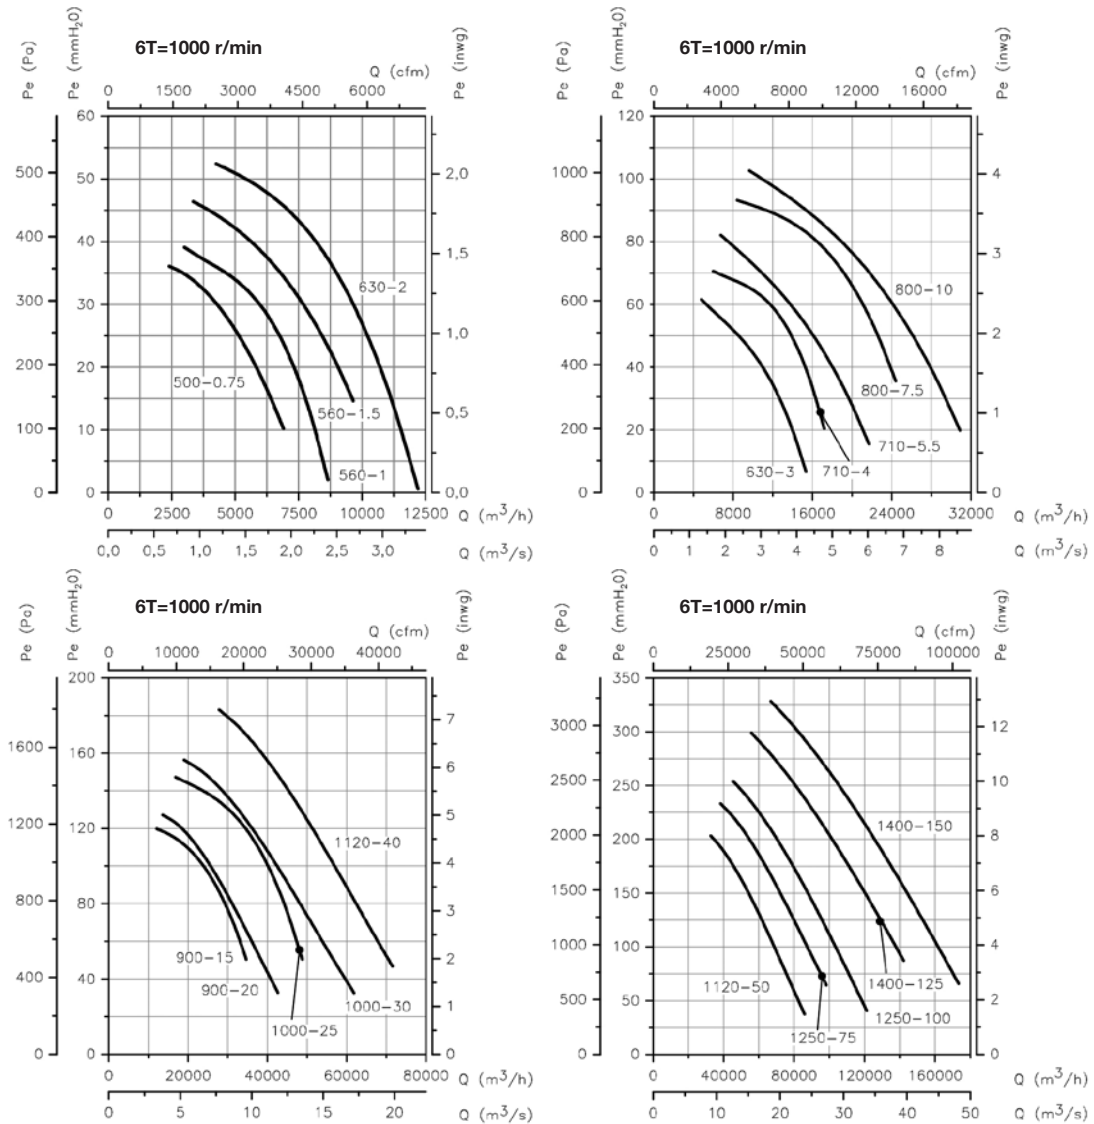 6T=1000 r/min
Pe (Pa)
Pe (mmH2O)
Pe (inwg)
Q (cfm)
0 1500 3000 4500 6000
500 400 300 200 100 0
60 50 40 30 20 10 0
2,0 1,5 1,0 0,5 0,0
630-2
500-0.75
560-1.5
560-1
0 2500 5000 7500 10000 12500 Q (m³/h)
0,0 0,5 1,0 1,5 2,0 2,5 3,0 Q (m³/s)
6T=1000 r/min
Pe (Pa)
Pe (mmH2O)
Pe (inwg)
Q (cfm)
0 4000 8000 12000 16000
1000 800 600 400 200 0
120 100 80 60 40 20 0
4 3 2 1 0
800-10
800-7.5
710-5.5
630-3
710-4
0 8000 16000 24000 32000 Q (m³/h)
0 1 2 3 4 5 6 7 8 Q (m³/s)
6T=1000 r/min
Pe (Pa)
Pe (mmH2O)
Pe (inwg)
Q (cfm)
0 10000 20000 30000 40000
1600 1200 800 400 0
200 160 120 80 40 0
7 6 5 4 3 2 1 0
1120-40
900-15
900-20
1000-30
1000-25
0 20000 40000 60000 80000 Q (m³/h)
0 5 10 15 20 Q (m³/s)
6T=1000 r/min
Pe (Pa)
Pe (mmH2O)
Pe (inwg)
Q (cfm)
0 25000 50000 75000 100000
3000 2500 2000 1500 1000 500 0
350 300 250 200 150 100 50 0
12 10 8 6 4 2 0
1400-150
1120-50
1400-125
1250-100
1250-75
0 40000 80000 120000 160000 Q (m³/h)
0 10 20 30 40 50 Q (m³/s)